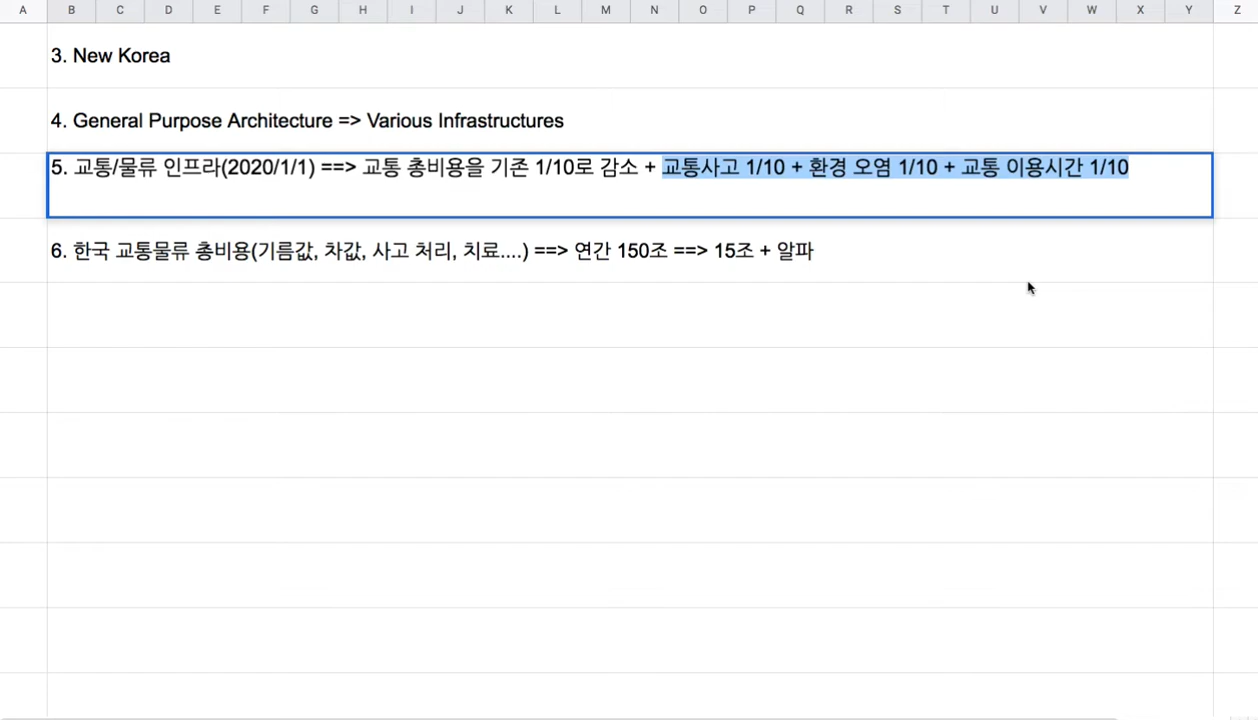 A B C D E F G H I J K L M N O P Q R S T U V W X Y Z
3. New Korea
4. General Purpose Architecture => Various Infrastructures
5. 교통/물류 인프라(2020/1/1) ==> 교통 총비용을 기존 1/10로 감소 + 교통사고 1/10 + 환경 오염 1/10 + 교통 이용시간 1/10
6. 한국 교통물류 총비용(기름값, 차값, 사고 처리, 치료....) ==> 연간 150조 ==> 15조 + 알파